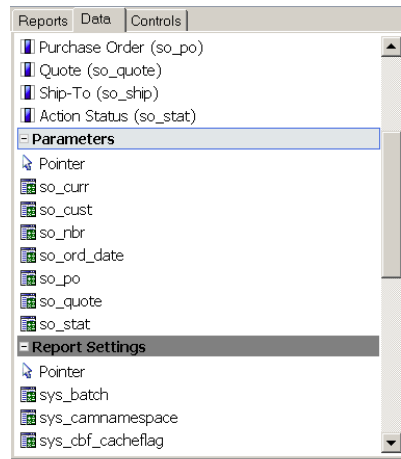 Reports Data Controls
Purchase Order (so_po)
Quote (so_quote)
Ship-To (so_ship)
Action Status (so_stat)
Parameters
Pointer
so_curr
so_cust
so_nbr
so_ord_date
so_po
so_quote
so_stat
Report Settings
Pointer
sys_batch
sys_camnamespace
sys_cbf_cacheflag